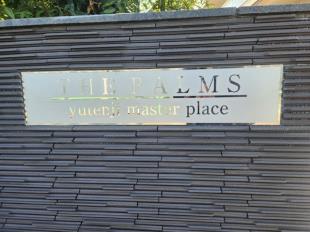 THE PALMS
yutenji master place